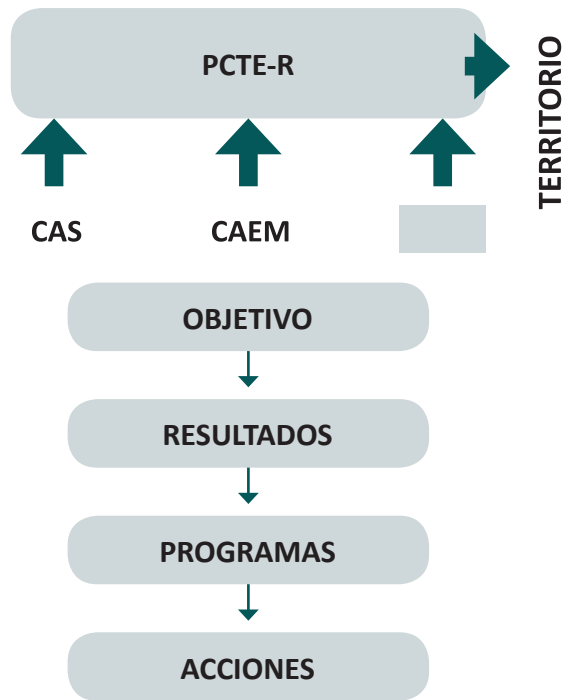 PCTE-R
TERRITORIO
CAS
CAEM
OBJETIVO
RESULTADOS
PROGRAMAS
ACCIONES